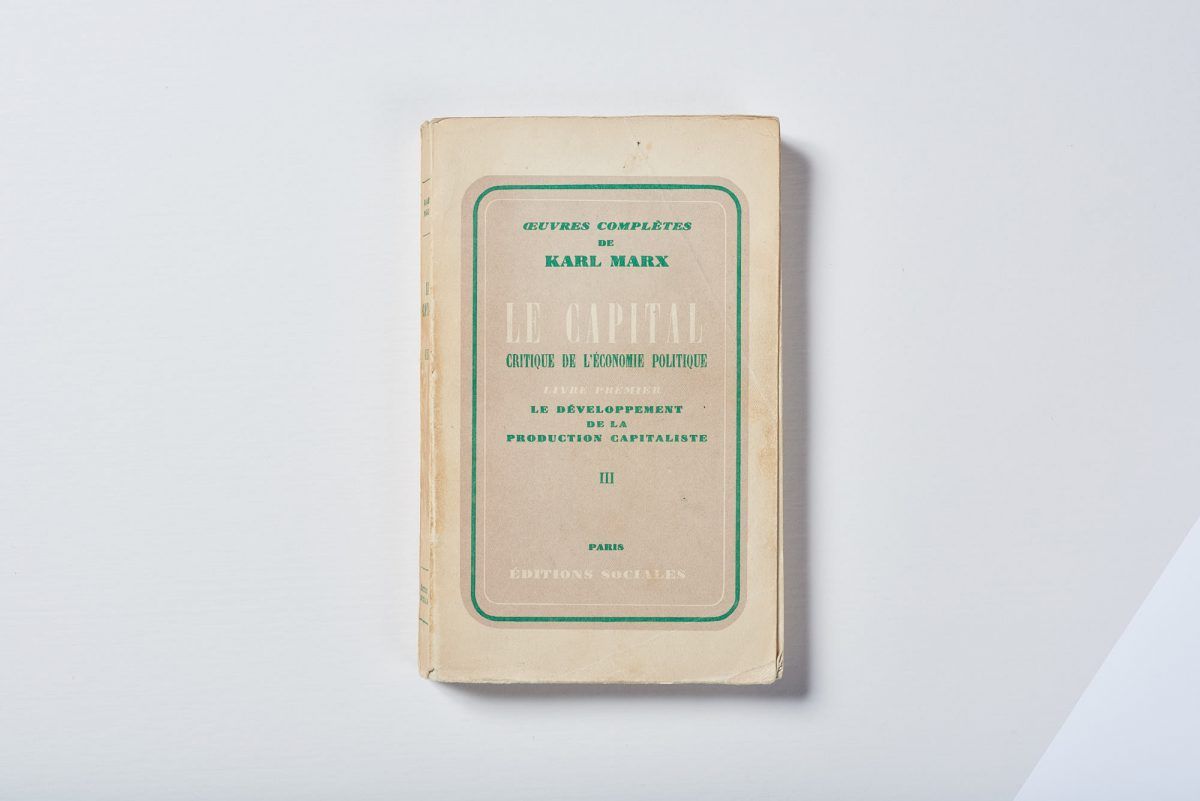 ŒUVRES COMPLÈTES
DE
KARL MARX
LE CAPITAL
CRITIQUE DE L'ÉCONOMIE POLITIQUE
LIVRE PREMIER
LE DÉVELOPPEMENT
DE LA
PRODUCTION CAPITALISTE
III
PARIS
ÉDITIONS SOCIALES